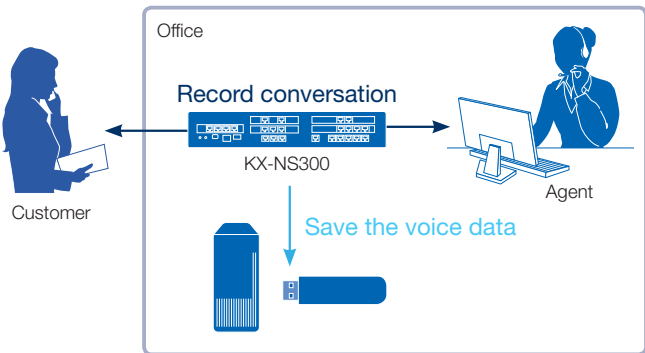 Office
Record conversation
KX-NS300
Customer
Agent
Save the voice data